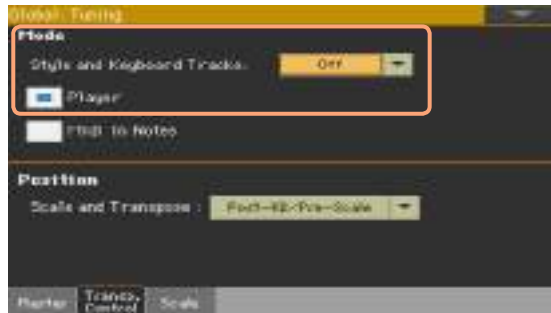 Global: Tuning
Mode
Style and Keyboard Tracks: Off
Player
Midi In Notes
Position
Scale and Transpose : Post-KB/Pre-Scale
Master Transp. Control Scale